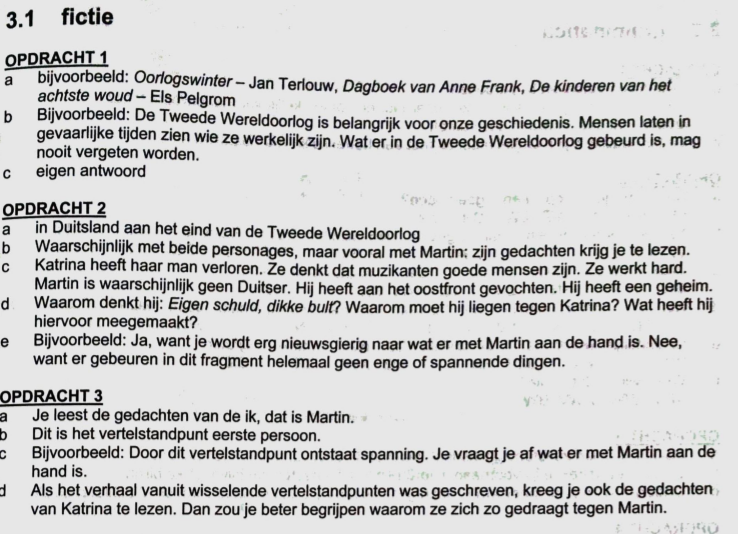 3.1 fictie
OPDRACHT 1
a bijvoorbeeld: Oorlogswinter – Jan Terlouw, Dagboek van Anne Frank, De kinderen van het
achtste woud – Els Pelgrom
b Bijvoorbeeld: De Tweede Wereldoorlog is belangrijk voor onze geschiedenis. Mensen laten in
gevaarlijke tijden zien wie ze werkelijk zijn. Wat er in de Tweede Wereldoorlog gebeurd is, mag
nooit vergeten worden.
c eigen antwoord
OPDRACHT 2
a in Duitsland aan het eind van de Tweede Wereldoorlog
b Waarschijnlijk met beide personages, maar vooral met Martin: zijn gedachten krijg je te lezen.
c Katrina heeft haar man verloren. Ze denkt dat muzikanten goede mensen zijn. Ze werkt hard.
Martin is waarschijnlijk geen Duitser. Hij heeft aan het oostfront gevochten. Hij heeft een geheim.
d Waarom denkt hij: Eigen schuld, dikke bult? Waarom moet hij liegen tegen Katrina? Wat heeft hij
hiervoor meegemaakt?
e Bijvoorbeeld: Ja, want je wordt erg nieuwsgierig naar wat er met Martin aan de hand is. Nee,
want er gebeuren in dit fragment helemaal geen enge of spannende dingen.
OPDRACHT 3
a Je leest de gedachten van de ik, dat is Martin.
b Dit is het vertelstandpunt eerste persoon.
c Bijvoorbeeld: Door dit vertelstandpunt ontstaat spanning. Je vraagt je af wat er met Martin aan de
hand is.
d Als het verhaal vanuit wisselende vertelstandpunten was geschreven, kreeg je ook de gedachten
van Katrina te lezen. Dan zou je beter begrijpen waarom ze zich zo gedraagt tegen Martin.